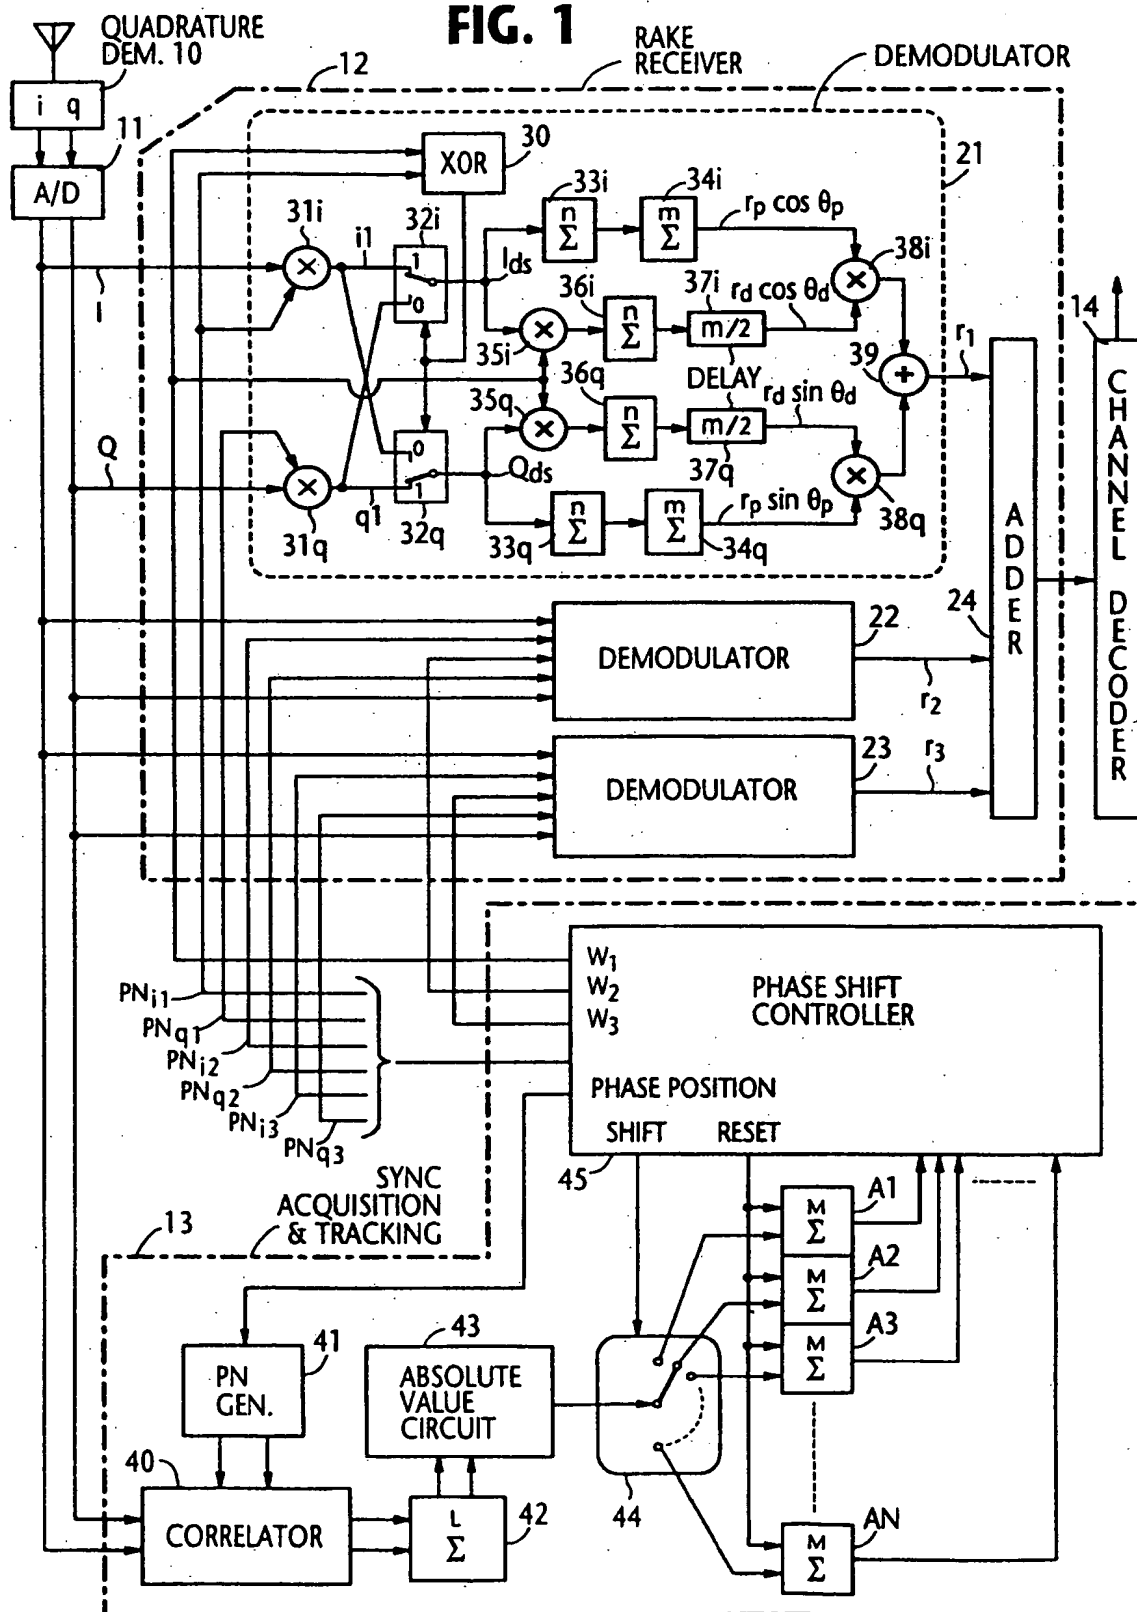 FIG. 1
QUADRATURE
DEM. 10
i q
11
A/D
12
RAKE
RECEIVER
DEMODULATOR
XOR
30
21
31i
i1
32i
1
0
I
Ids
33i
n
Σ
34i
m
Σ
rp cos θp
38i
×
×
35i
×
36i
n
Σ
37i
m/2
rd cos θd
DELAY
39
+
r1
14
35q
×
36q
n
Σ
m/2
37q
rd sin θd
Q
×
31q
q1
0
1
32q
Qds
33q
n
Σ
m
Σ
34q
rp sin θp
×
38q
ADDER
24
CHANNEL DECODER
DEMODULATOR
22
r2
DEMODULATOR
23
r3
W1
W2
W3
PHASE SHIFT
CONTROLLER
PNi1
PNq1
PNi2
PNq2
PNi3
PNq3
PHASE POSITION
SHIFT
RESET
45
SYNC
ACQUISITION
& TRACKING
13
M
Σ
A1
M
Σ
A2
M
Σ
A3
41
PN
GEN.
43
ABSOLUTE
VALUE
CIRCUIT
44
40
CORRELATOR
L
Σ
42
M
Σ
AN